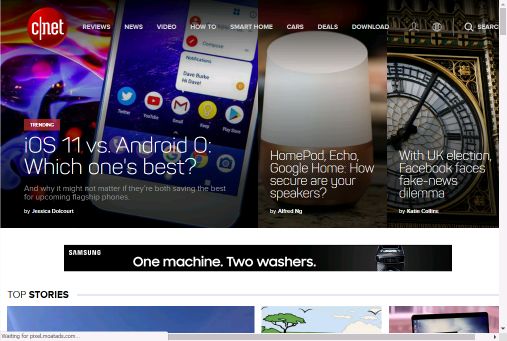 c|net
REVIEWS NEWS VIDEO HOW TO SMART HOME CARS DEALS DOWNLOAD SEARC
Compose
Notifications
Dave Burke
Hi Dave!
Twitter YouTube Gmail Keep Play Store
TRENDING
iOS 11 vs. Android O:
Which one's best?
And why it might not matter if they're both saving the best
for upcoming flagship phones.
by Jessica Dolcourt
HomePod, Echo,
Google Home: How
secure are your
speakers?
by Alfred Ng
With UK election,
Facebook faces
fake-news
dilemma
by Katie Collins
SAMSUNG
One machine. Two washers.
TOP STORIES
Waiting for pixel.moatads.com...